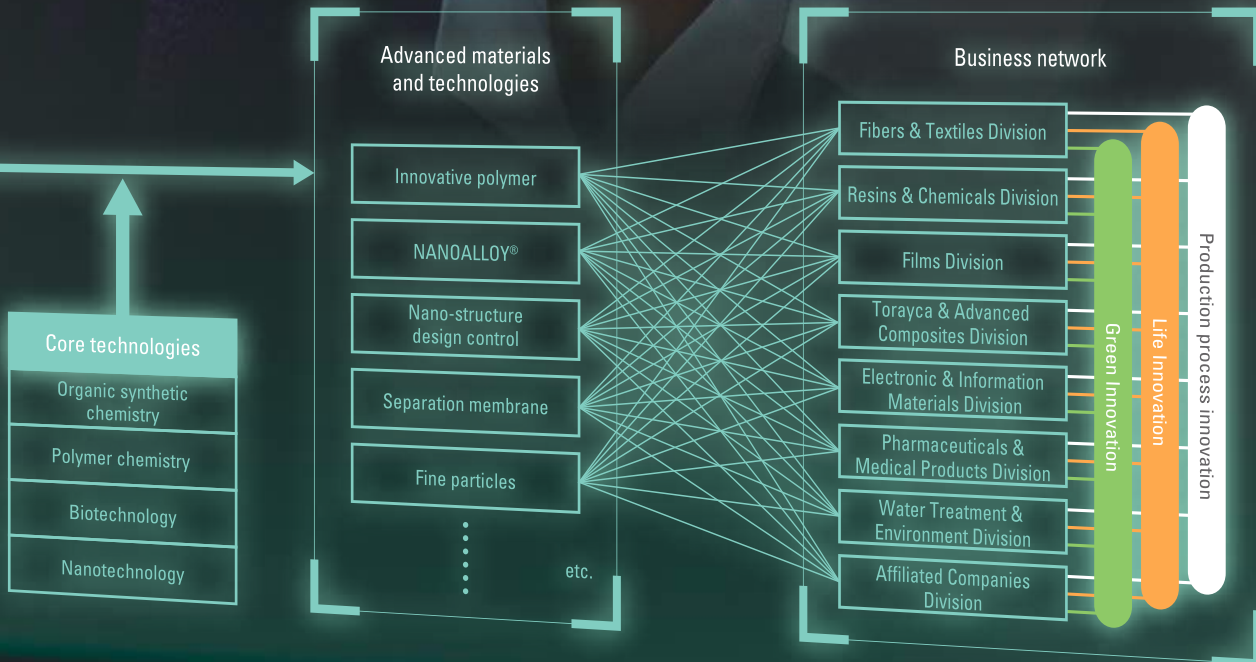 Core technologies
Organic synthetic
chemistry
Polymer chemistry
Biotechnology
Nanotechnology
Advanced materials
and technologies
Innovative polymer
NANOALLOY®
Nano-structure
design control
Separation membrane
Fine particles
etc.
Business network
Fibers & Textiles Division
Resins & Chemicals Division
Films Division
Torayca & Advanced
Composites Division
Electronic & Information
Materials Division
Pharmaceuticals &
Medical Products Division
Water Treatment &
Environment Division
Affiliated Companies
Division
Green Innovation
Life Innovation
Production process innovation